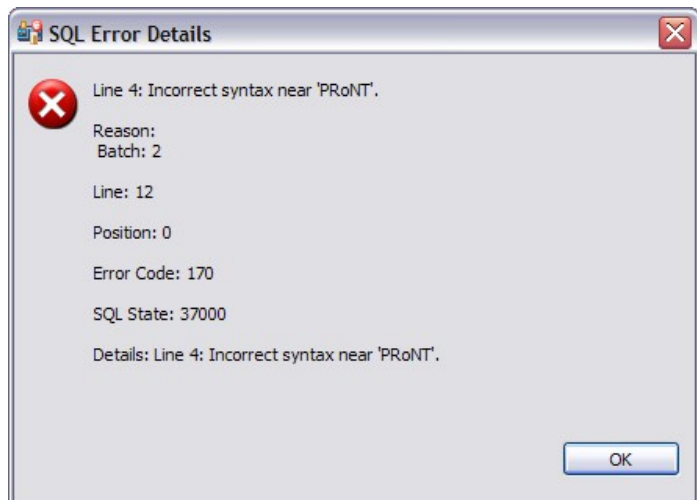 SQL Error Details
Line 4: Incorrect syntax near 'PRoNT'.
Reason:
Batch: 2
Line: 12
Position: 0
Error Code: 170
SQL State: 37000
Details: Line 4: Incorrect syntax near 'PRoNT'.
OK